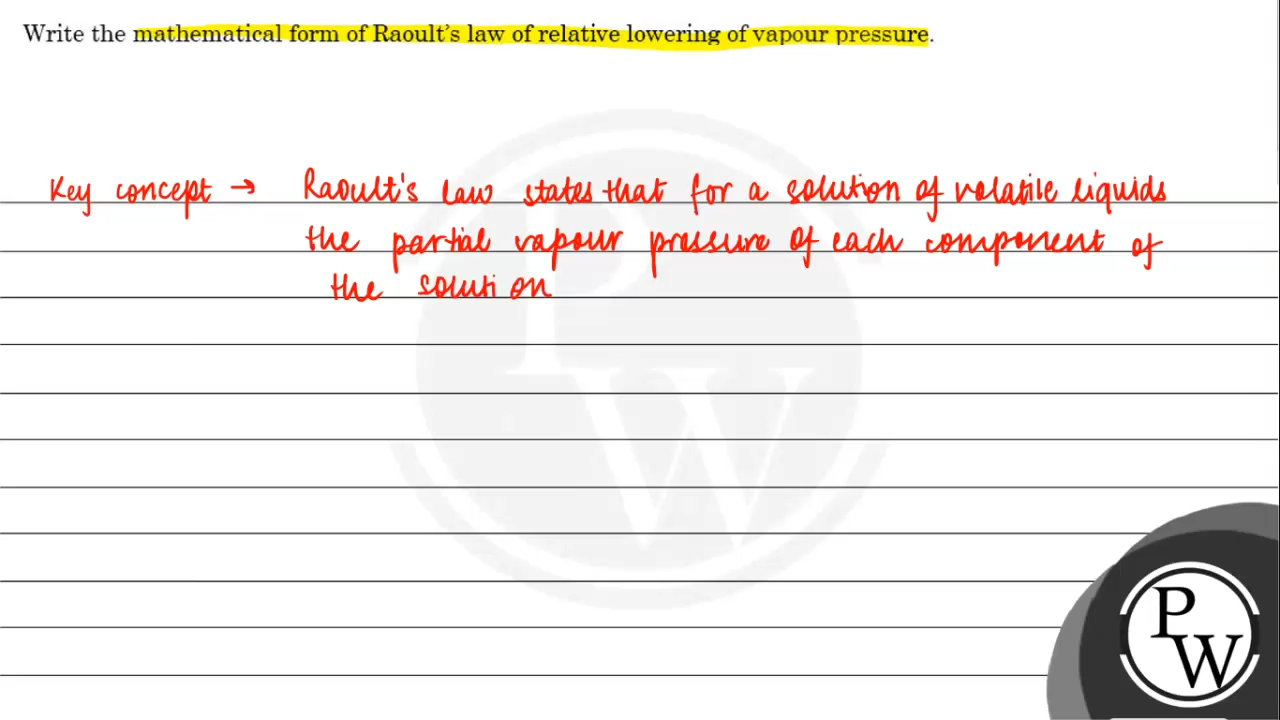 Write the mathematical form of Raoult's law of relative lowering of vapour pressure.
Key concept → Raoult's law states that for a solution of volatile liquids
the partial vapour pressure of each component of
the solution
P
W
P
W